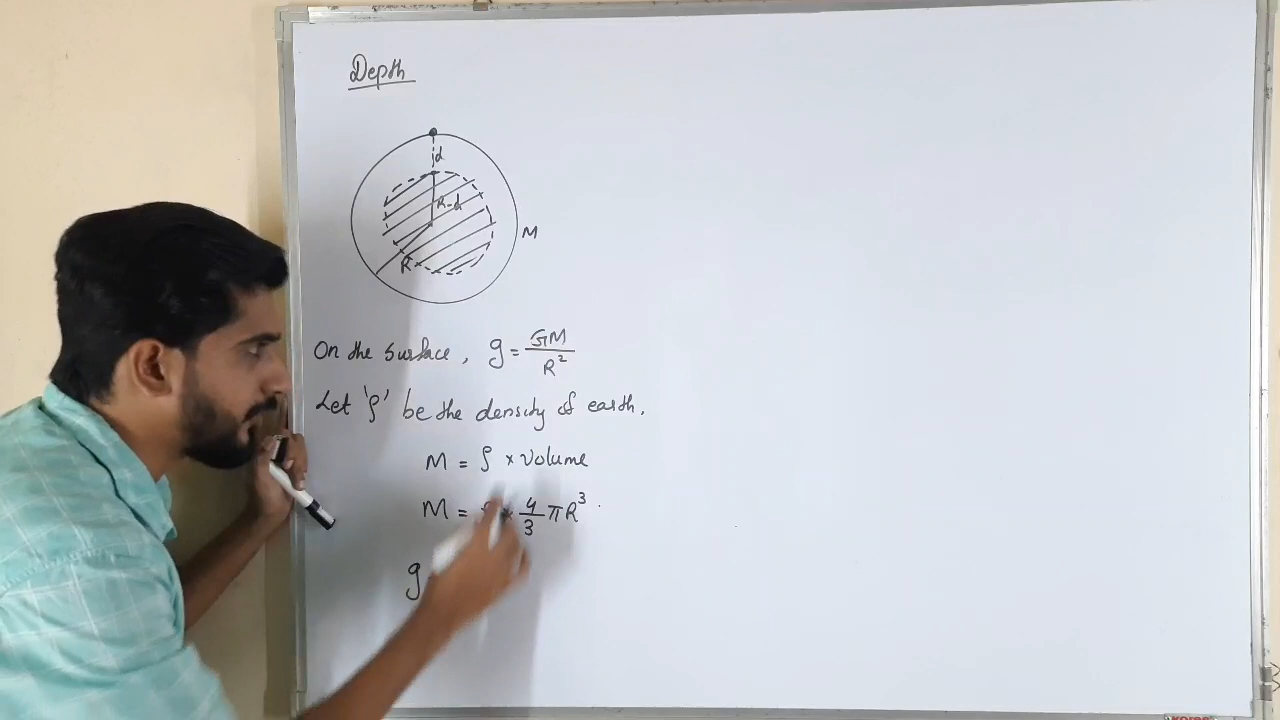 Depth
d
R-d
M
R
On the surface, g = GM/R²
Let 'ρ' be the density of earth.
M = ρ × volume
M = ρ × 4/3 πR³
g